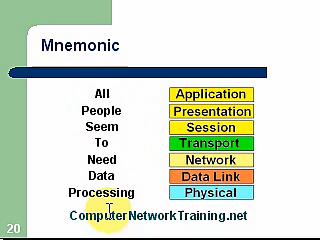 Mnemonic
All Application
People Presentation
Seem Session
To Transport
Need Network
Data Data Link
Processing Physical
ComputerNetworkTraining.net
20